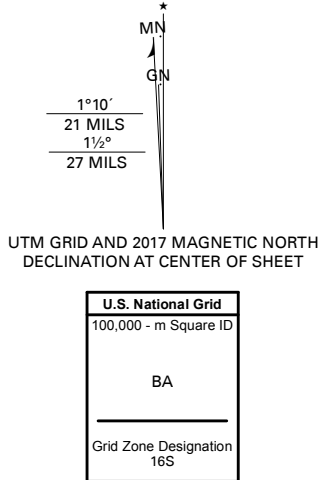 MN
GN
1°10´
21 MILS
1½°
27 MILS
UTM GRID AND 2017 MAGNETIC NORTH
DECLINATION AT CENTER OF SHEET
U.S. National Grid
100,000 - m Square ID
BA
Grid Zone Designation
16S